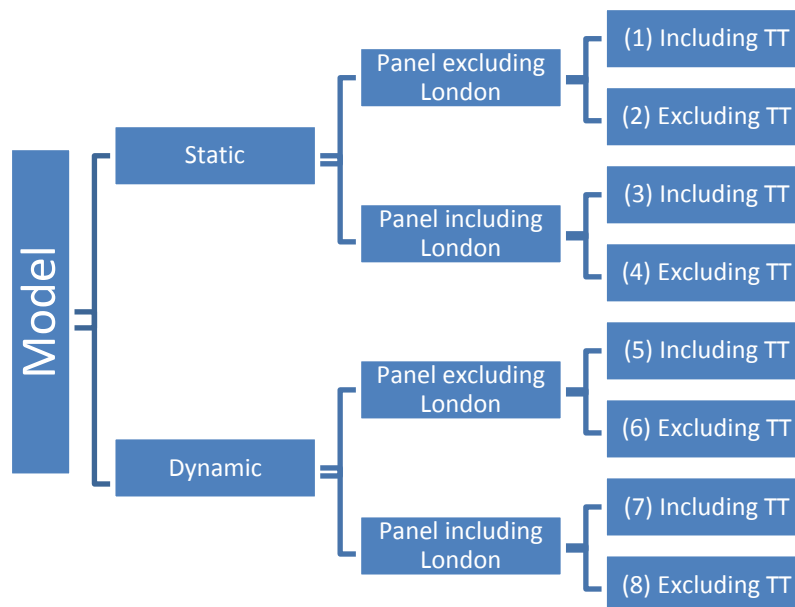 Model
Static
Panel excluding
London
(1) Including TT
(2) Excluding TT
Panel including
London
(3) Including TT
(4) Excluding TT
Dynamic
Panel excluding
London
(5) Including TT
(6) Excluding TT
Panel including
London
(7) Including TT
(8) Excluding TT